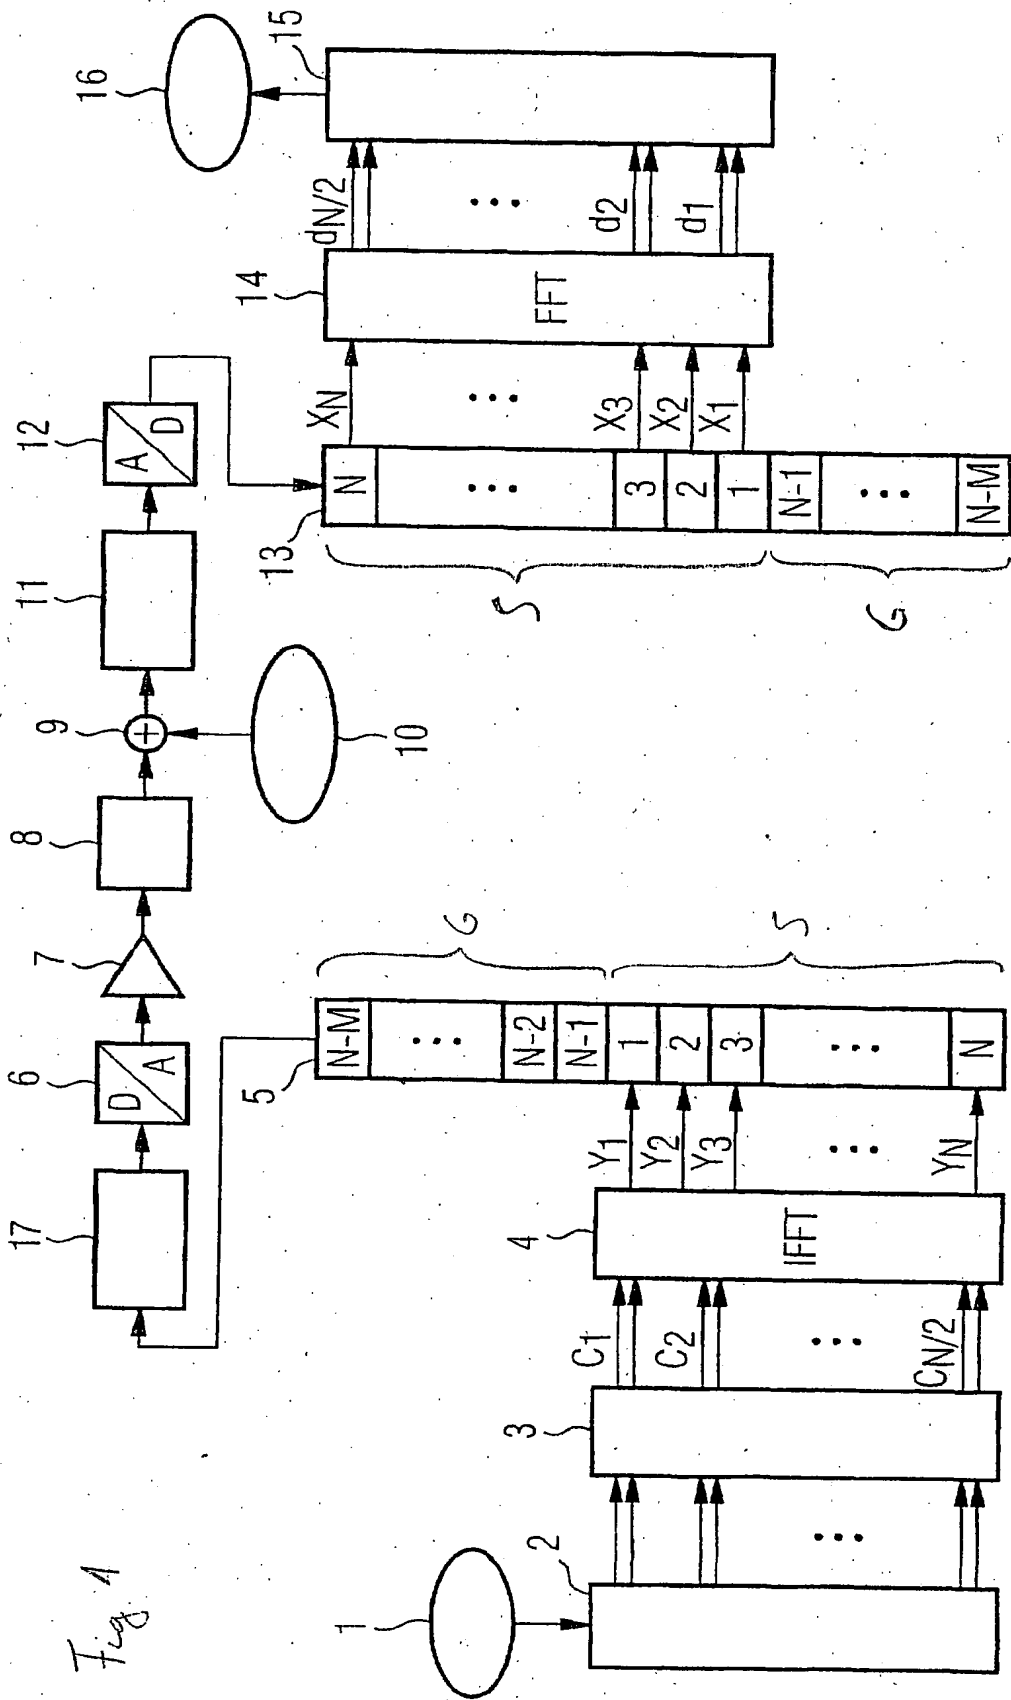 Fig. 4
1
2
3
C1
C2
...
CN/2
4
IFFT
Y1
Y2
Y3
...
YN
5
N-M
...
N-2
N-1
1
2
3
...
N
G
S
17
6
D
A
7
8
9
+
10
11
12
A
D
13
N
...
3
2
1
N-1
...
N-M
S
G
XN
...
X3
X2
X1
14
FFT
dN/2
...
d2
d1
15
16